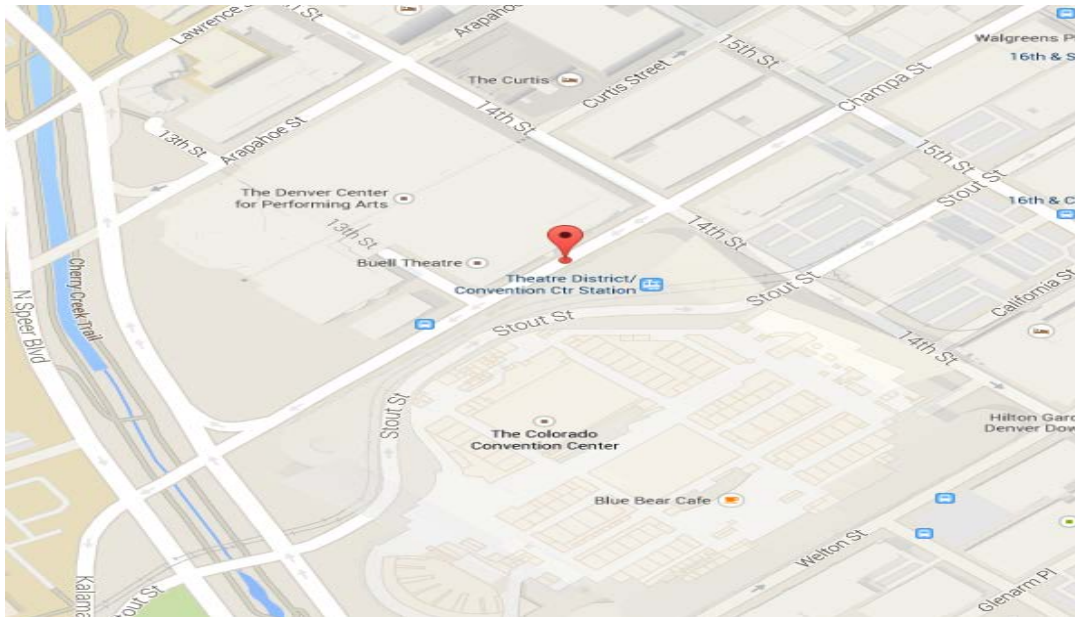 Lawrence S
Arapahoe
Walgreens P
16th & S
15th St
The Curtis
Curtis Street
Champa St
14th St
13th St
Arapahoe St
15th St
Stout St
The Denver Center
for Performing Arts
16th & C
13th St
14th St
Buell Theatre
Theatre District/
Convention Ctr Station
Stout St
California St
Cherry Creek Trail
N Speer Blvd
Stout St
14th St
Stout St
The Colorado
Convention Center
Hilton Gard
Denver Dow
Blue Bear Cafe
Welton St
Glenarm Pl
Kalama
out St